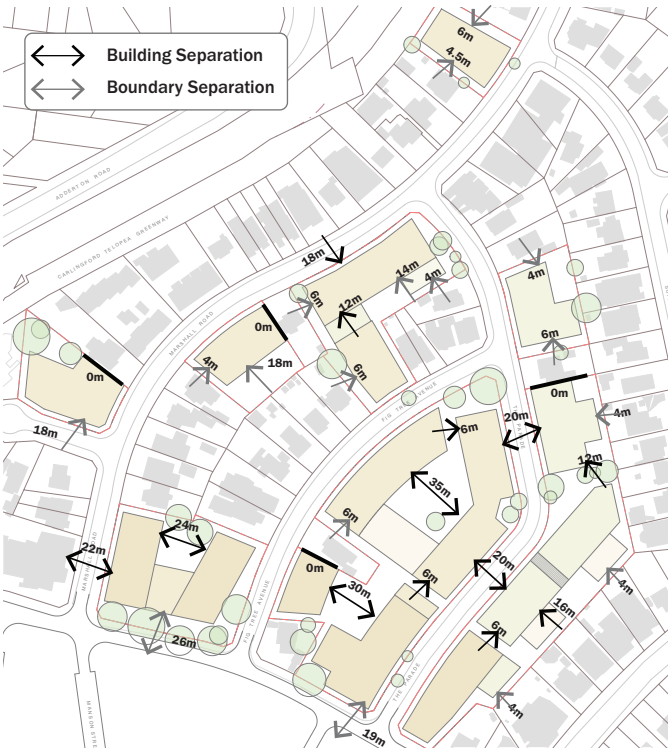 Building Separation
Boundary Separation
6m
4.5m
ADDERTON ROAD
CARLINGFORD TELOPEA GREENWAY
18m
14m
4m
4m
6m
12m
6m
0m
MARSHALL ROAD
18m
4m
6m
0m
0m
6m
FIG TREE AVENUE
20m
4m
18m
6m
12m
35m
6m
24m
22m
MARSHALL ROAD
20m
0m
6m
30m
4m
16m
FIG TREE AVENUE
6m
26m
THE PARADE
4m
19m
MANSON STRE